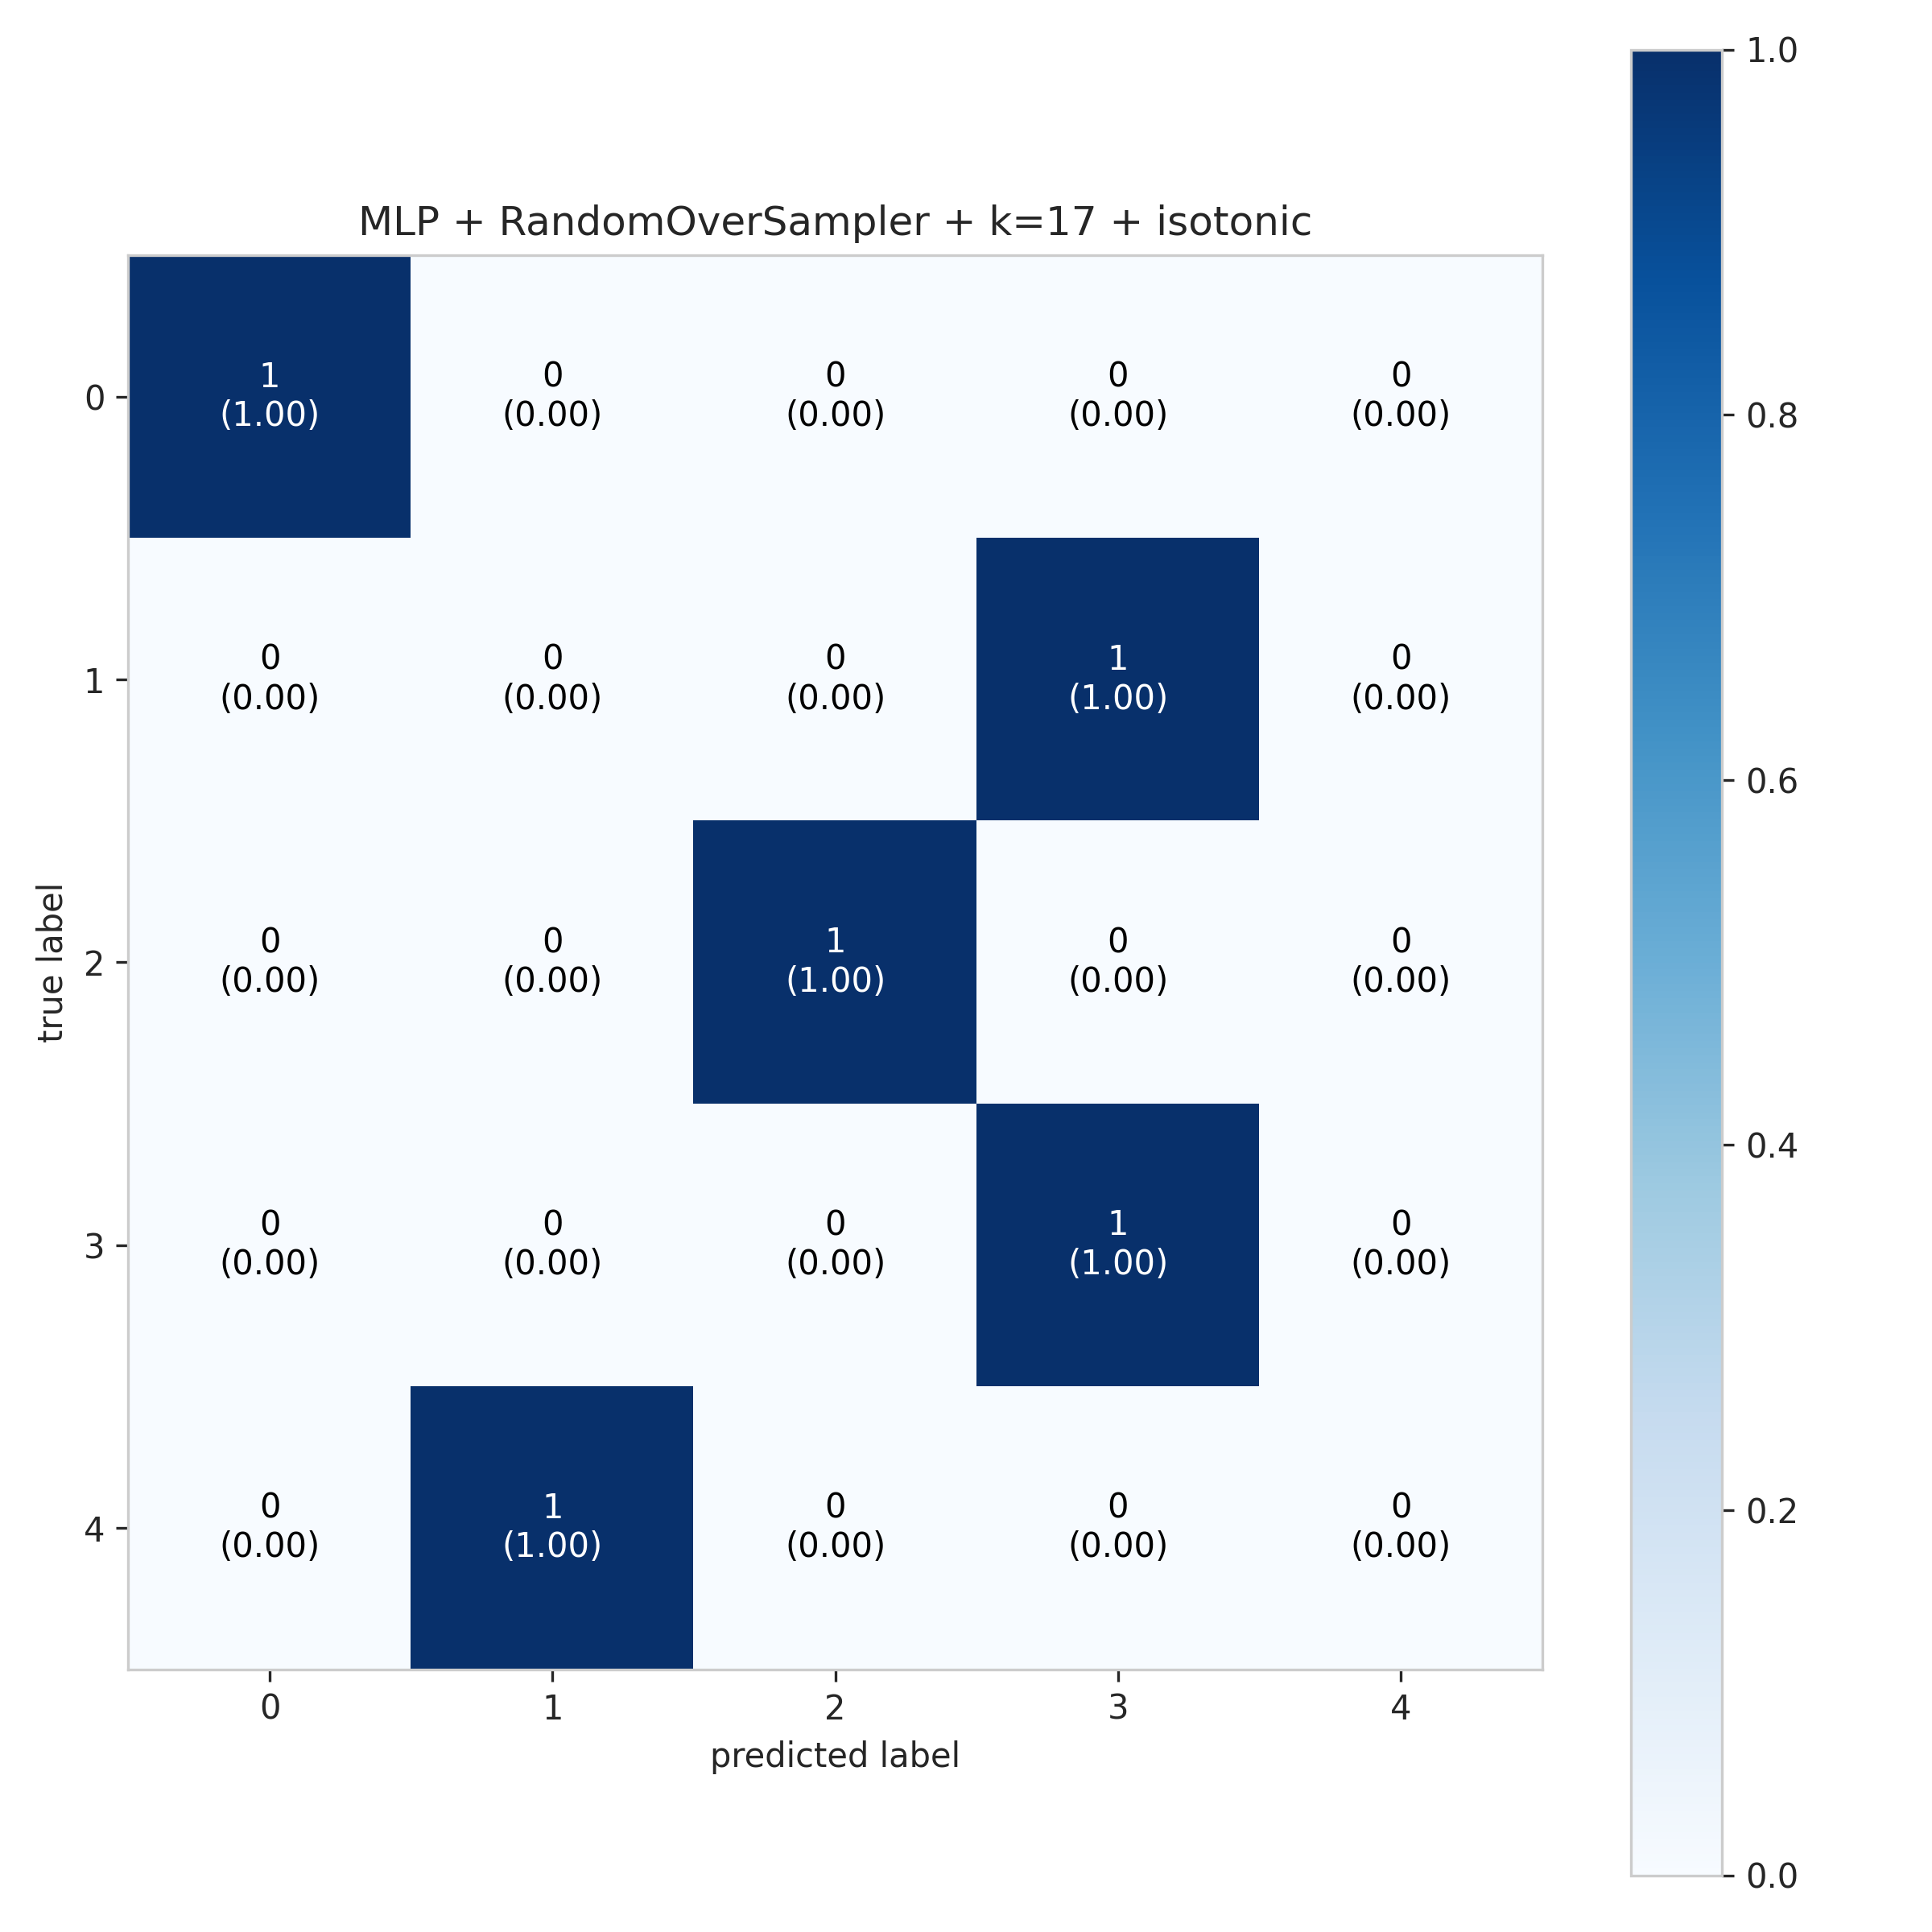 MLP + RandomOverSampler + k=17 + isotonic
1 0 0 0 0
(1.00) (0.00) (0.00) (0.00) (0.00)
0
0 0 0 1 0
(0.00) (0.00) (0.00) (1.00) (0.00)
1
0 0 1 0 0
(0.00) (0.00) (1.00) (0.00) (0.00)
2
0 0 0 1 0
(0.00) (0.00) (0.00) (1.00) (0.00)
3
0 1 0 0 0
(0.00) (1.00) (0.00) (0.00) (0.00)
4
true label
0 1 2 3 4
predicted label
1.0
0.8
0.6
0.4
0.2
0.0